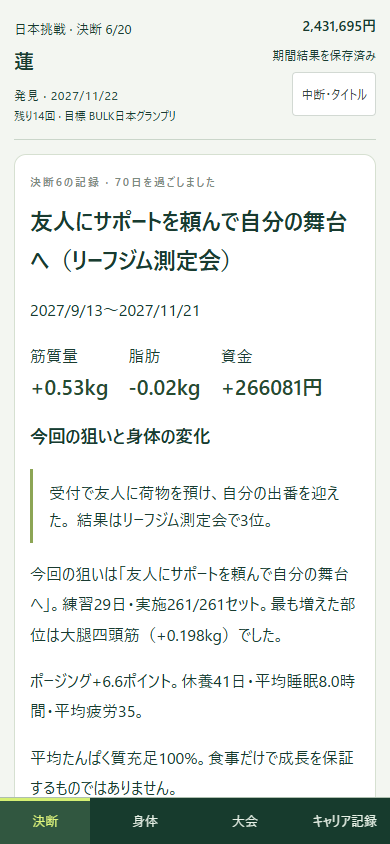 日本挑戦・決断 6/20
2,431,695円
蓮
期間結果を保存済み
発見・2027/11/22
残り14回・目標 BULK日本グランプリ
中断・タイトル
決断6の記録・70日を過ごしました
友人にサポートを頼んで自分の舞台
へ（リーフジム測定会）
2027/9/13〜2027/11/21
筋質量 脂肪 資金
+0.53kg -0.02kg +266081円
今回の狙いと身体の変化
受付で友人に荷物を預け、自分の出番を迎え
た。結果はリーフジム測定会で3位。
今回の狙いは「友人にサポートを頼んで自分の舞台
へ」。練習29日・実施261/261セット。最も増えた部
位は大腿四頭筋（+0.198kg）でした。
ポージング+6.6ポイント。休養41日・平均睡眠8.0時
間・平均疲労35。
平均たんぱく質充足100%。食事だけで成長を保証
するものではありません。
決断 身体 大会 キャリア記録